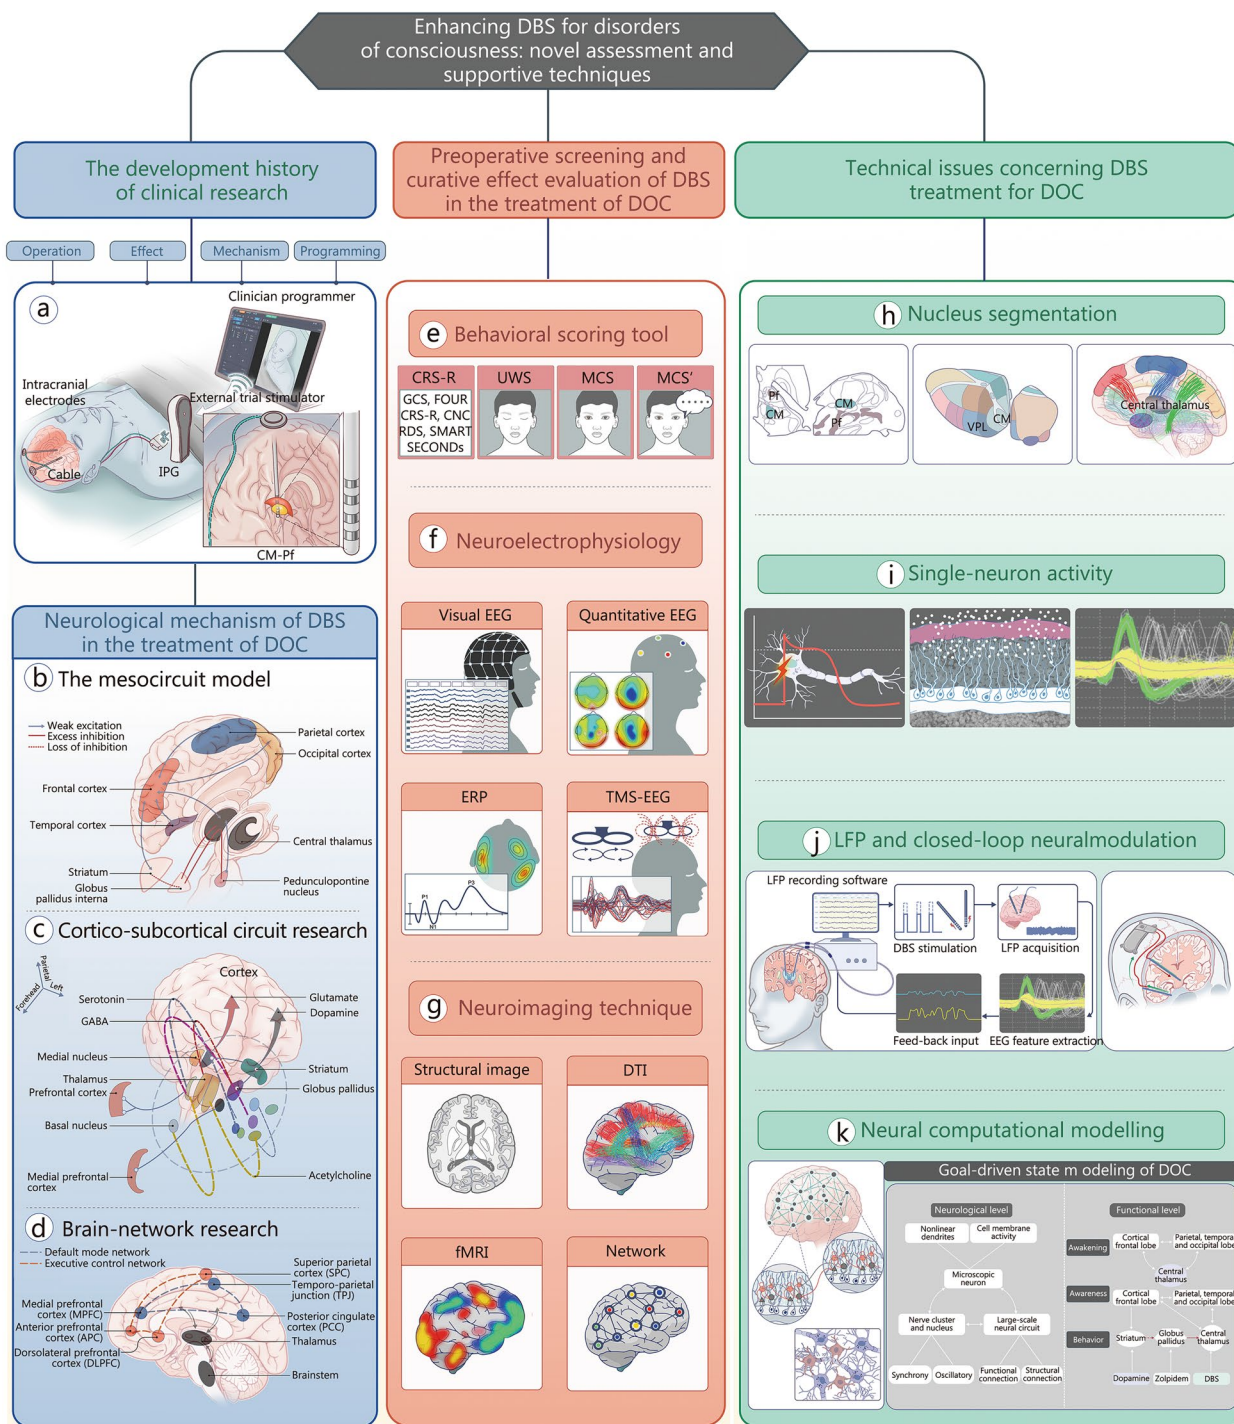 Enhancing DBS for disorders
of consciousness: novel assessment and
supportive techniques
The development history
of clinical research
Operation
Effect
Mechanism
Programming
a
Clinician programmer
Intracranial
electrodes
External trial stimulator
Cable
IPG
CM-Pf
Neurological mechanism of DBS
in the treatment of DOC
b The mesocircuit model
Weak excitation
Excess inhibition
Loss of inhibition
Parietal cortex
Occipital cortex
Frontal cortex
Temporal cortex
Central thalamus
Striatum
Globus
pallidus interna
Pedunculopontine
nucleus
c Cortico-subcortical circuit research
Parietal
Left
Forehead
Cortex
Serotonin
GABA
Glutamate
Dopamine
Medial nucleus
Thalamus
Prefrontal cortex
Striatum
Globus pallidus
Basal nucleus
Medial prefrontal
cortex
Acetylcholine
d Brain-network research
Default mode network
Executive control network
Superior parietal
cortex (SPC)
Temporo-parietal
junction (TPJ)
Medial prefrontal
cortex (MPFC)
Anterior prefrontal
cortex (APC)
Dorsolateral prefrontal
cortex (DLPFC)
Posterior cingulate
cortex (PCC)
Thalamus
Brainstem
Preoperative screening and
curative effect evaluation of DBS
in the treatment of DOC
e Behavioral scoring tool
CRS-R
GCS, FOUR
CRS-R, CNC
RDS, SMART
SECONDs
UWS
MCS
MCS’
f Neuroelectrophysiology
Visual EEG
Quantitative EEG
ERP
P1
N1
P3
TMS-EEG
g Neuroimaging technique
Structural image
DTI
fMRI
Network
Technical issues concerning DBS
treatment for DOC
h Nucleus segmentation
Pf
CM
CM
Pf
VPL
CM
Central thalamus
i Single-neuron activity
j LFP and closed-loop neuralmodulation
LFP recording software
DBS stimulation
LFP acquisition
Feed-back input
EEG feature extraction
k Neural computational modelling
Goal-driven state m odeling of DOC
Neurological level
Nonlinear
dendrites
Cell membrane
activity
Microscopic
neuron
Nerve cluster
and nucleus
Large-scale
neural circuit
Synchrony
Oscillatory
Functional
connection
Structural
connection
Functional level
Awakening
Cortical
frontal lobe
Parietal, temporal
and occipital lobe
Central
thalamus
Awareness
Cortical
frontal lobe
Parietal, temporal
and occipital lobe
Behavior
Striatum
Globus
pallidus
Central
thalamus
Dopamine
Zolpidem
DBS